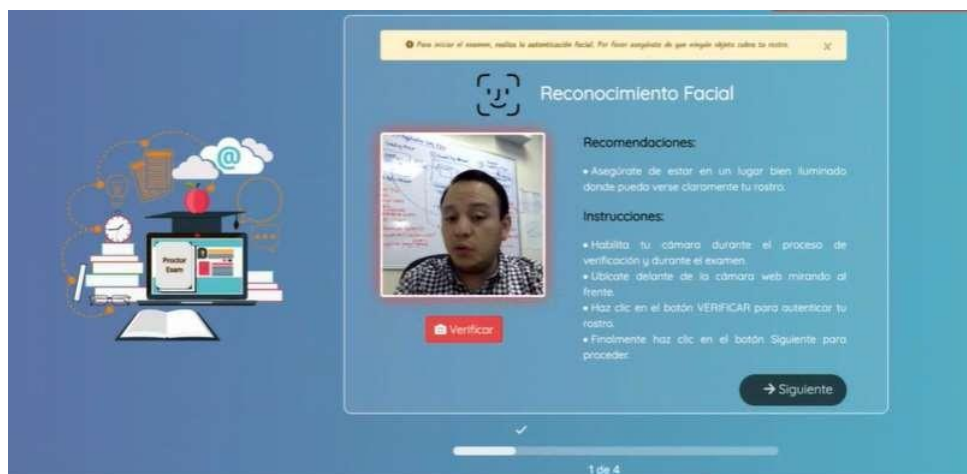 Para iniciar el examen, realiza la autenticación facial. Por favor asegúrate de que ningún objeto cubra tu rostro.
Reconocimiento Facial
Recomendaciones:
• Asegúrate de estar en un lugar bien iluminado
donde pueda verse claramente tu rostro.
Instrucciones:
• Habilita tu cámara durante el proceso de
verificación y durante el examen.
• Ubícate delante de la cámara web mirando al
frente.
• Haz clic en el botón VERIFICAR para autenticar tu
rostro.
• Finalmente haz clic en el botón Siguiente para
proceder.
Verificar
Siguiente
@
Proctor
Exam
1 de 4